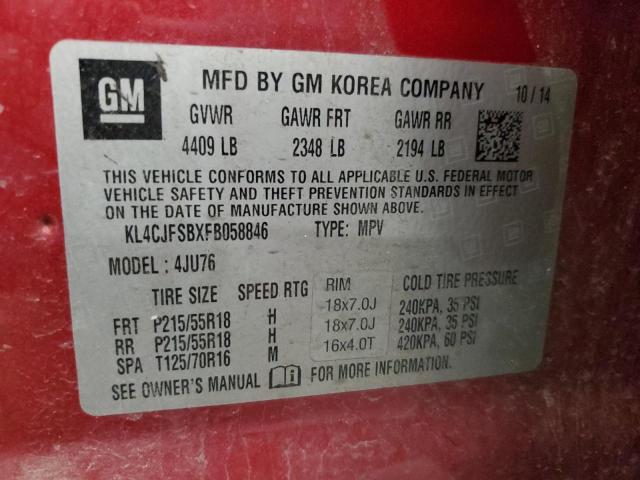 GM
MFD BY GM KOREA COMPANY 10/14
GVWR GAWR FRT GAWR RR
4409 LB 2348 LB 2194 LB
THIS VEHICLE CONFORMS TO ALL APPLICABLE U.S. FEDERAL MOTOR
VEHICLE SAFETY AND THEFT PREVENTION STANDARDS IN EFFECT
ON THE DATE OF MANUFACTURE SHOWN ABOVE.
KL4CJFSBXFB058846 TYPE: MPV
MODEL: 4JU76
TIRE SIZE SPEED RTG RIM COLD TIRE PRESSURE
FRT P215/55R18 H 18x7.0J 240KPA, 35 PSI
RR P215/55R18 H 18x7.0J 240KPA, 35 PSI
SPA T125/70R16 M 16x4.0T 420KPA, 60 PSI
SEE OWNER'S MANUAL FOR MORE INFORMATION.